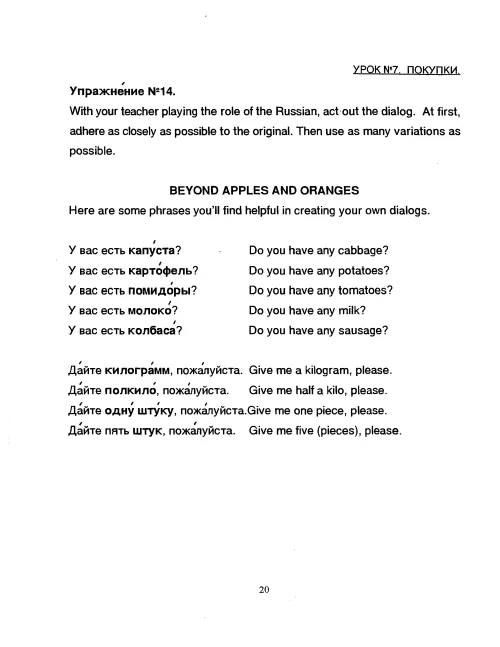 УРОК №7. ПОКУПКИ.
Упражне́ние №14.
With your teacher playing the role of the Russian, act out the dialog. At first,
adhere as closely as possible to the original. Then use as many variations as
possible.
BEYOND APPLES AND ORANGES
Here are some phrases you'll find helpful in creating your own dialogs.
У вас есть капу́ста? Do you have any cabbage?
У вас есть карто́фель? Do you have any potatoes?
У вас есть помидо́ры? Do you have any tomatoes?
У вас есть молоко́? Do you have any milk?
У вас есть колбаса́? Do you have any sausage?
Да́йте килогра́мм, пожа́луйста. Give me a kilogram, please.
Да́йте полкило́, пожа́луйста. Give me half a kilo, please.
Да́йте одну́ шту́ку, пожа́луйста. Give me one piece, please.
Да́йте пять штук, пожа́луйста. Give me five (pieces), please.
20